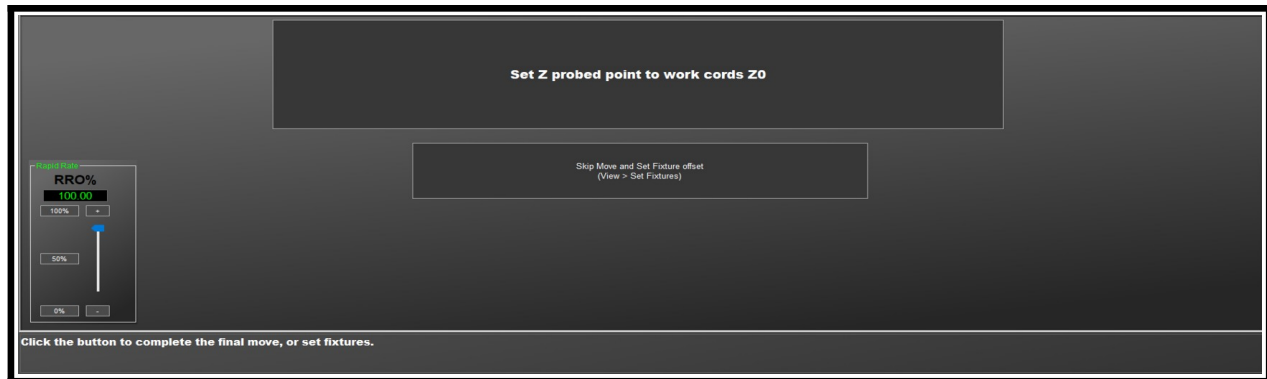 Set Z probed point to work cords Z0
Skip Move and Set Fixture offset
(View > Set Fixtures)
Rapid Rate
RRO%
100.00
100% +
50%
0% -
Click the button to complete the final move, or set fixtures.